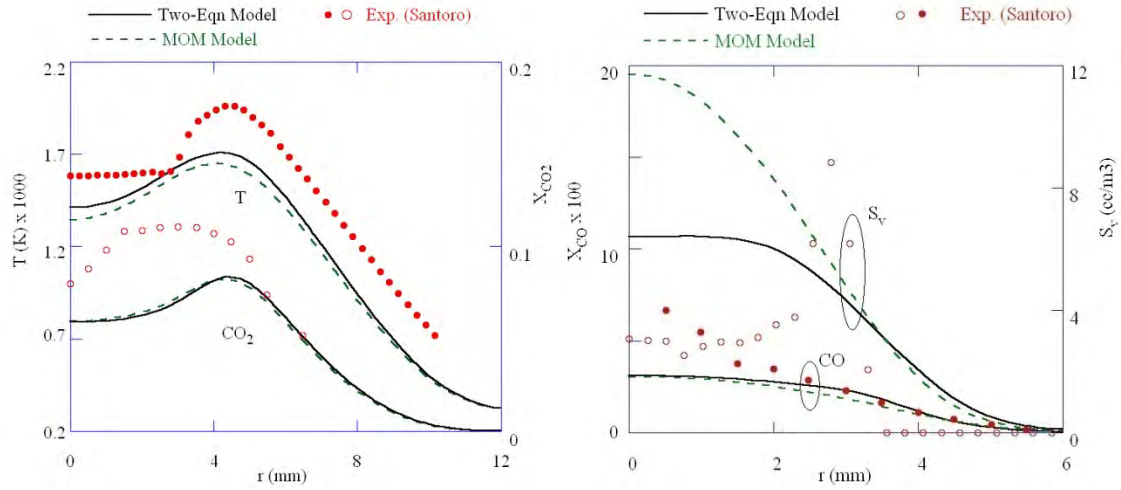 Two-Eqn Model
Exp. (Santoro)
MOM Model
2.2
1.7
1.2
0.7
0.2
T (K) x 1000
0.2
0.1
0
X_CO2
T
CO2
0
4
8
12
r (mm)
Two-Eqn Model
Exp. (Santoro)
MOM Model
20
10
0
X_CO x 100
12
8
4
0
S_v (cc/m3)
S_v
CO
0
2
4
6
r (mm)